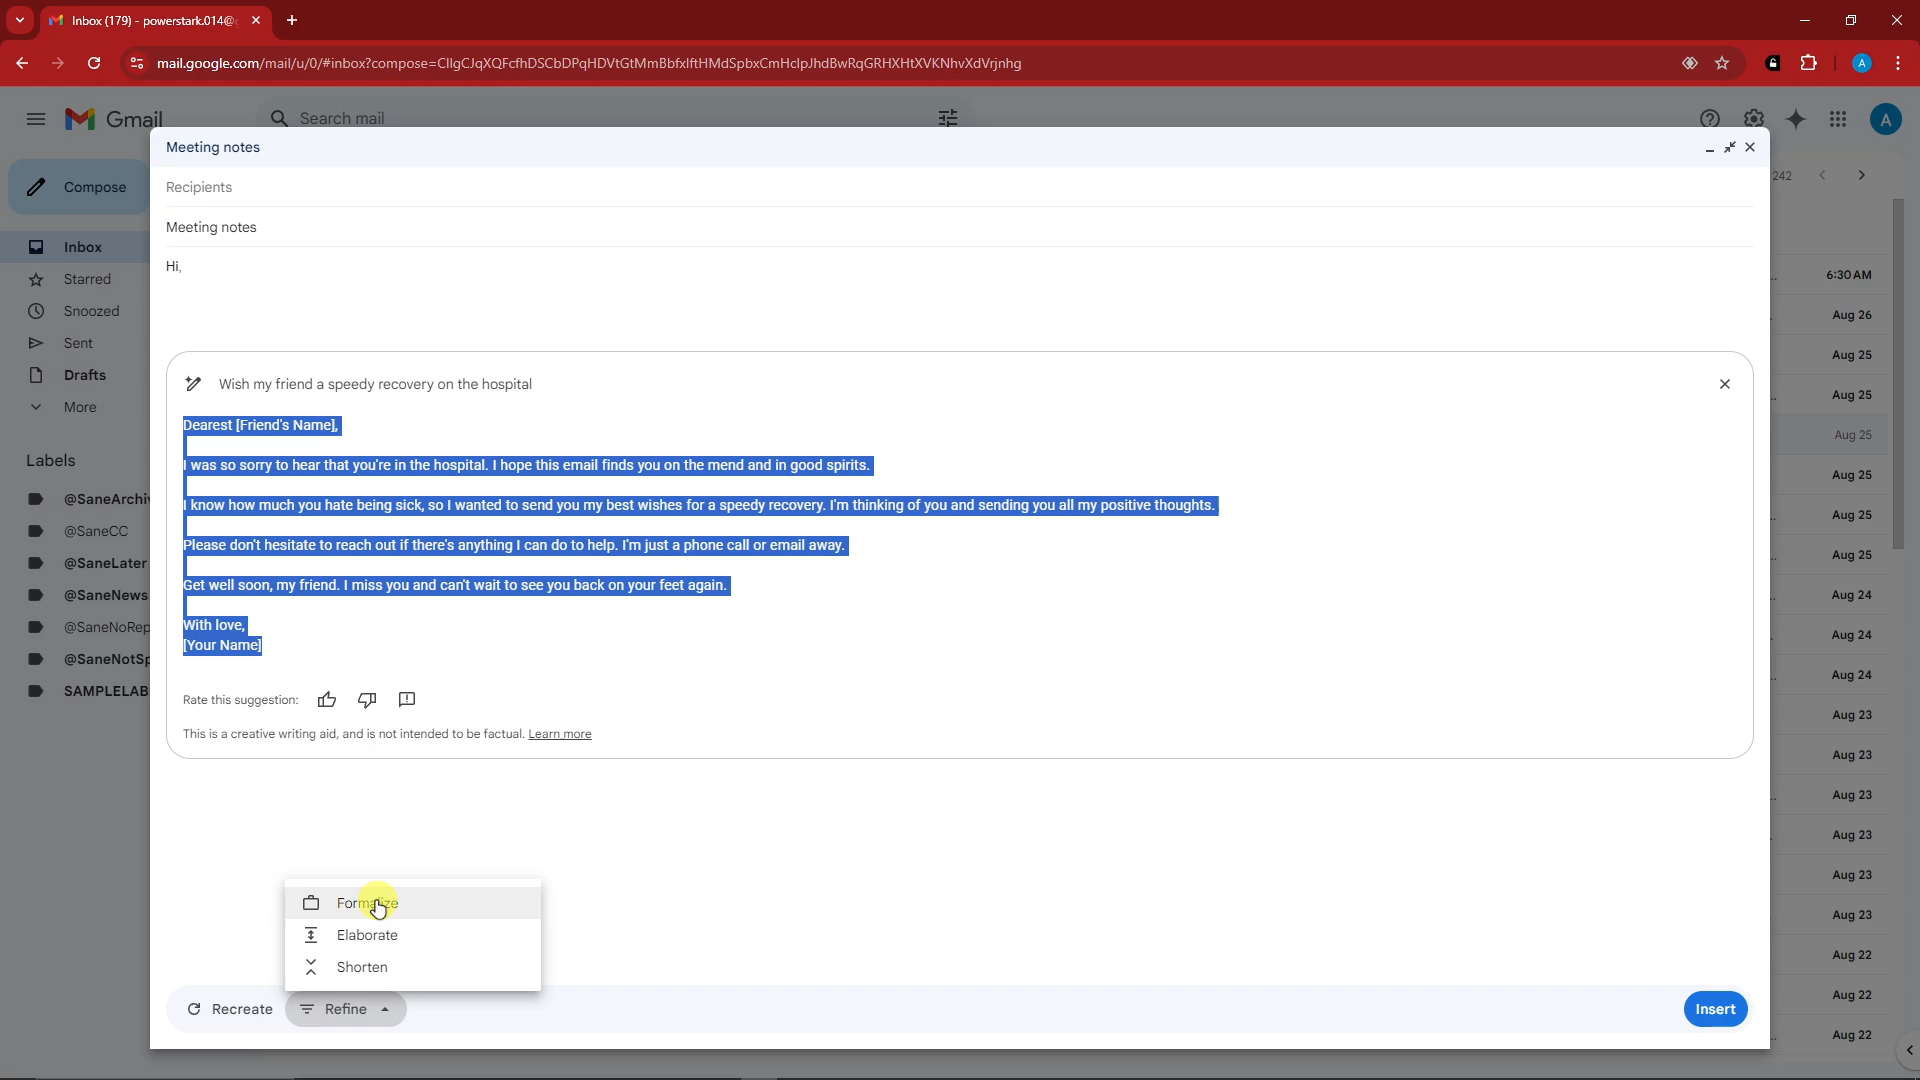 Inbox (179) - powerstark.014@
mail.google.com/mail/u/0/#inbox?compose=CllgCJqXQFcfhDSCbDPqHDVtGtMmBbfxlftHMdSpbxCmHclpJhdBwRqGRHXHtXVKNhvXdVrjnhg
A
Gmail
Search mail
A
Compose
Inbox
Starred
Snoozed
Sent
Drafts
More
Labels
@SaneArchiv
@SaneCC
@SaneLater
@SaneNews
@SaneNoRep
@SaneNotSp
SAMPLELAB
Meeting notes
Recipients
Meeting notes
Hi,
Wish my friend a speedy recovery on the hospital
Dearest [Friend's Name],
I was so sorry to hear that you're in the hospital. I hope this email finds you on the mend and in good spirits.
I know how much you hate being sick, so I wanted to send you my best wishes for a speedy recovery. I'm thinking of you and sending you all my positive thoughts.
Please don't hesitate to reach out if there's anything I can do to help. I'm just a phone call or email away.
Get well soon, my friend. I miss you and can't wait to see you back on your feet again.
With love,
[Your Name]
Rate this suggestion:
This is a creative writing aid, and is not intended to be factual. Learn more
Formalize
Elaborate
Shorten
Recreate
Refine
Insert
242
6:30 AM
Aug 26
Aug 25
Aug 25
Aug 25
Aug 25
Aug 25
Aug 25
Aug 24
Aug 24
Aug 24
Aug 23
Aug 23
Aug 23
Aug 23
Aug 23
Aug 23
Aug 22
Aug 22
Aug 22